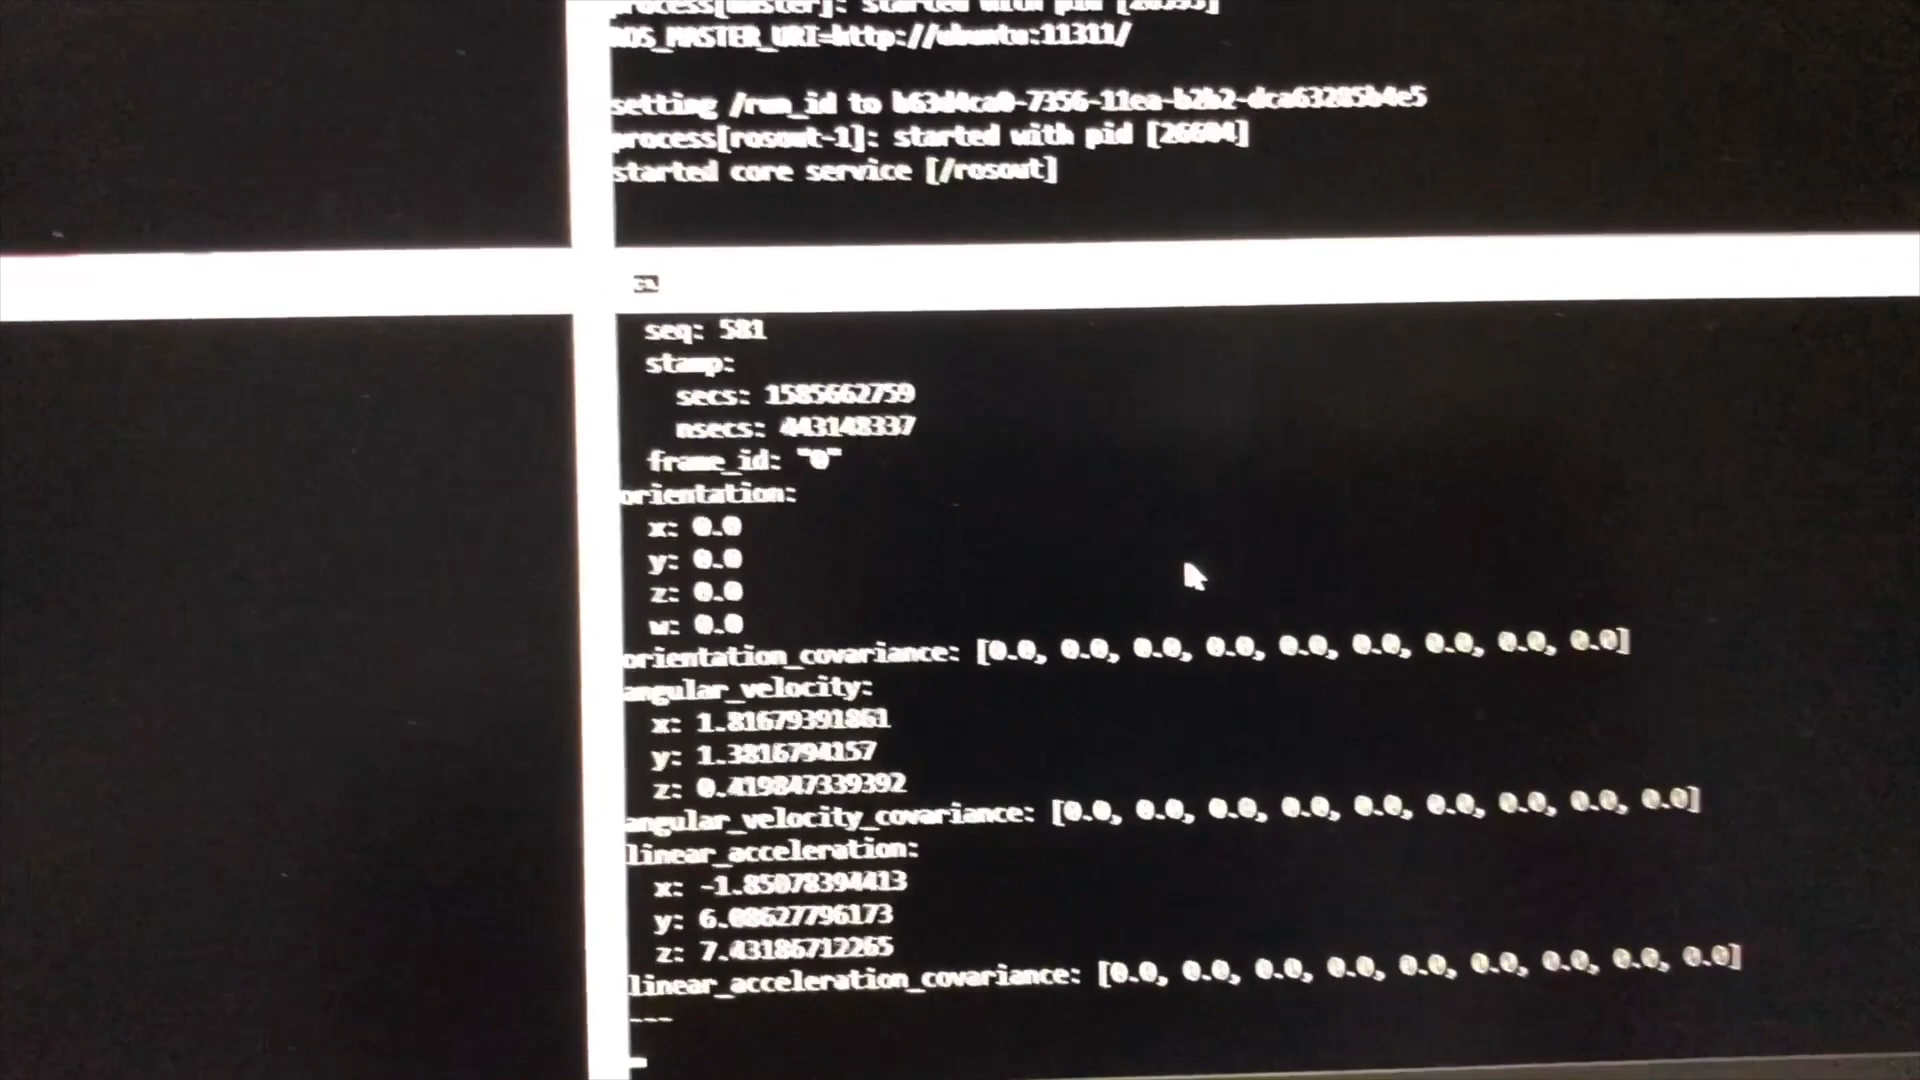 process[master]: started with pid
ROS_MASTER_URI=http://ubuntu:11311/
setting /run_id to b63d4ca0-7356-11ea-b2b2-dca63285b4e5
process[rosout-1]: started with pid [26604]
started core service [/rosout]
seq: 581
stamp:
secs: 1585662759
nsecs: 443148337
frame_id: "0"
orientation:
x: 0.0
y: 0.0
z: 0.0
w: 0.0
orientation_covariance: [0.0, 0.0, 0.0, 0.0, 0.0, 0.0, 0.0, 0.0, 0.0]
angular_velocity:
x: 1.81679391861
y: 1.3816794157
z: 0.419847339392
angular_velocity_covariance: [0.0, 0.0, 0.0, 0.0, 0.0, 0.0, 0.0, 0.0, 0.0]
linear_acceleration:
x: -1.85078394413
y: 6.08627796173
z: 7.43186712265
linear_acceleration_covariance: [0.0, 0.0, 0.0, 0.0, 0.0, 0.0, 0.0, 0.0, 0.0]
---